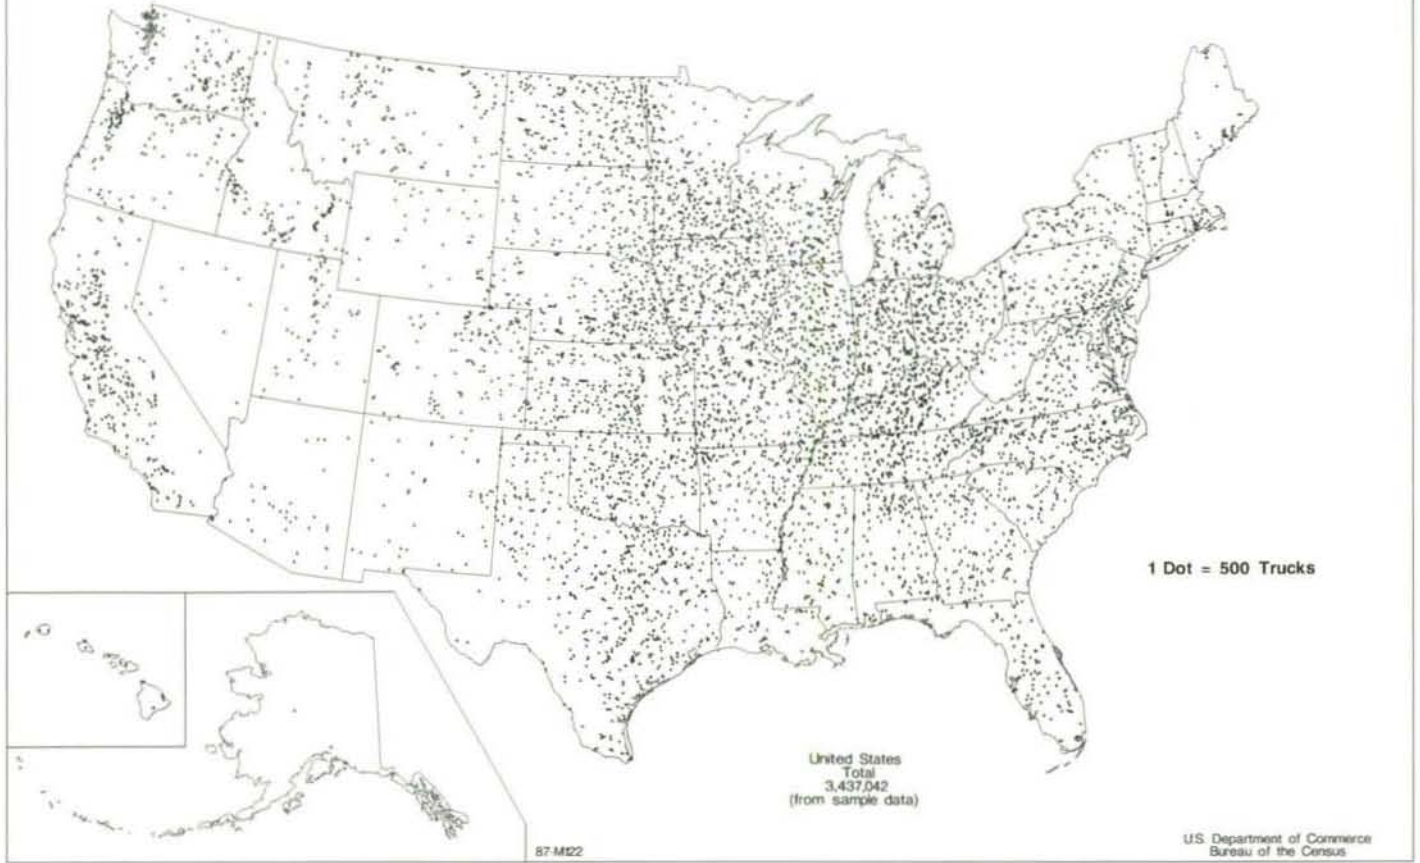 1 Dot = 500 Trucks
United States
Total
3,437,042
(from sample data)
87-M122
U.S. Department of Commerce
Bureau of the Census